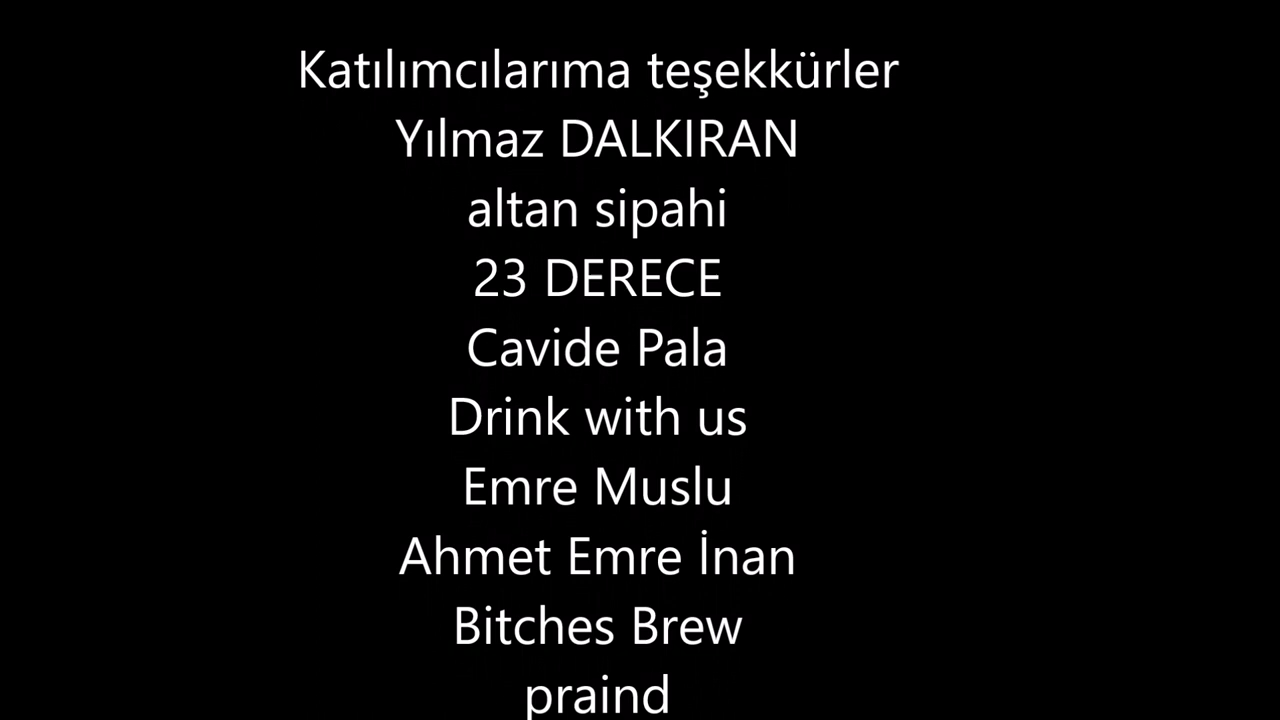 Katılımcılarıma teşekkürler
Yılmaz DALKIRAN
altan sipahi
23 DERECE
Cavide Pala
Drink with us
Emre Muslu
Ahmet Emre İnan
Bitches Brew
praind